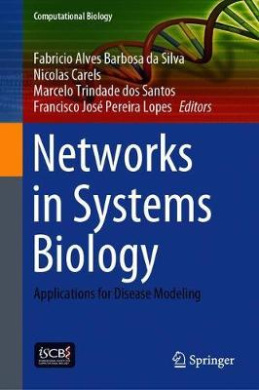 Computational Biology
Fabricio Alves Barbosa da Silva
Nicolas Carels
Marcelo Trindade dos Santos
Francisco José Pereira Lopes Editors
Networks
in Systems
Biology
Applications for Disease Modeling
iSCB
Springer